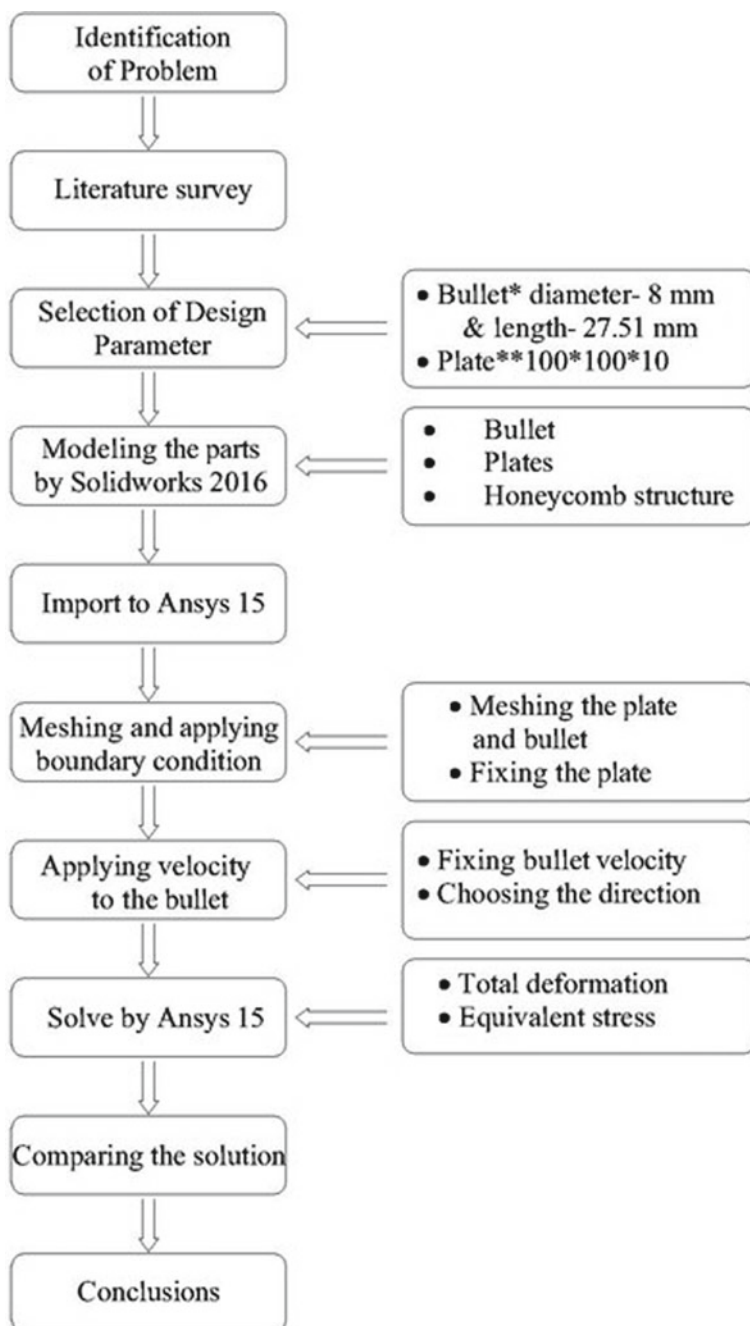 Identification
of Problem
Literature survey
Selection of Design
Parameter
• Bullet* diameter- 8 mm
& length- 27.51 mm
• Plate**100*100*10
Modeling the parts
by Solidworks 2016
• Bullet
• Plates
• Honeycomb structure
Import to Ansys 15
Meshing and applying
boundary condition
• Meshing the plate
and bullet
• Fixing the plate
Applying velocity
to the bullet
• Fixing bullet velocity
• Choosing the direction
Solve by Ansys 15
• Total deformation
• Equivalent stress
Comparing the solution
Conclusions